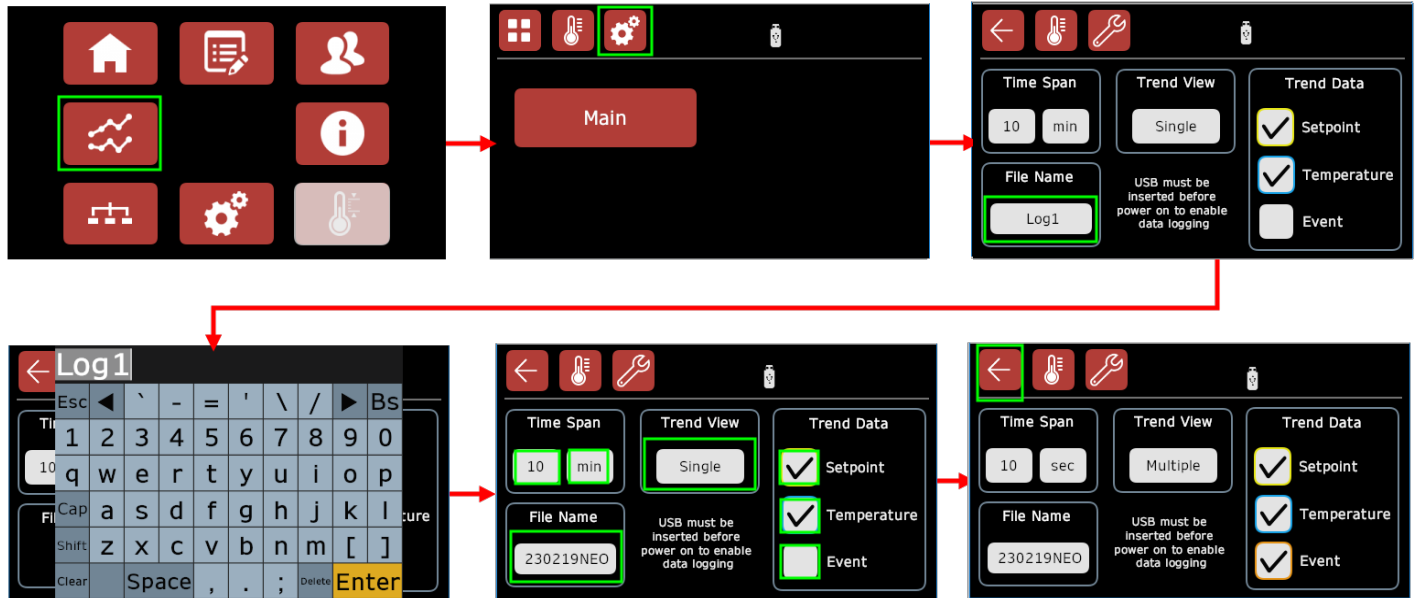 Main
Time Span
Trend View
Trend Data
10 min
Single
Setpoint
File Name
Temperature
Log1
USB must be
inserted before
power on to enable
data logging
Event
Log1
Esc ◀ ` - = ' \ / ▶ Bs
1 2 3 4 5 6 7 8 9 0
q w e r t y u i o p
Cap a s d f g h j k l
Shift z x c v b n m [ ]
Clear Space , . ; Delete Enter
Ti
10
Fi
ture
Time Span
Trend View
Trend Data
10 min
Single
Setpoint
File Name
Temperature
230219NEO
USB must be
inserted before
power on to enable
data logging
Event
Time Span
Trend View
Trend Data
10 sec
Multiple
Setpoint
File Name
Temperature
230219NEO
USB must be
inserted before
power on to enable
data logging
Event